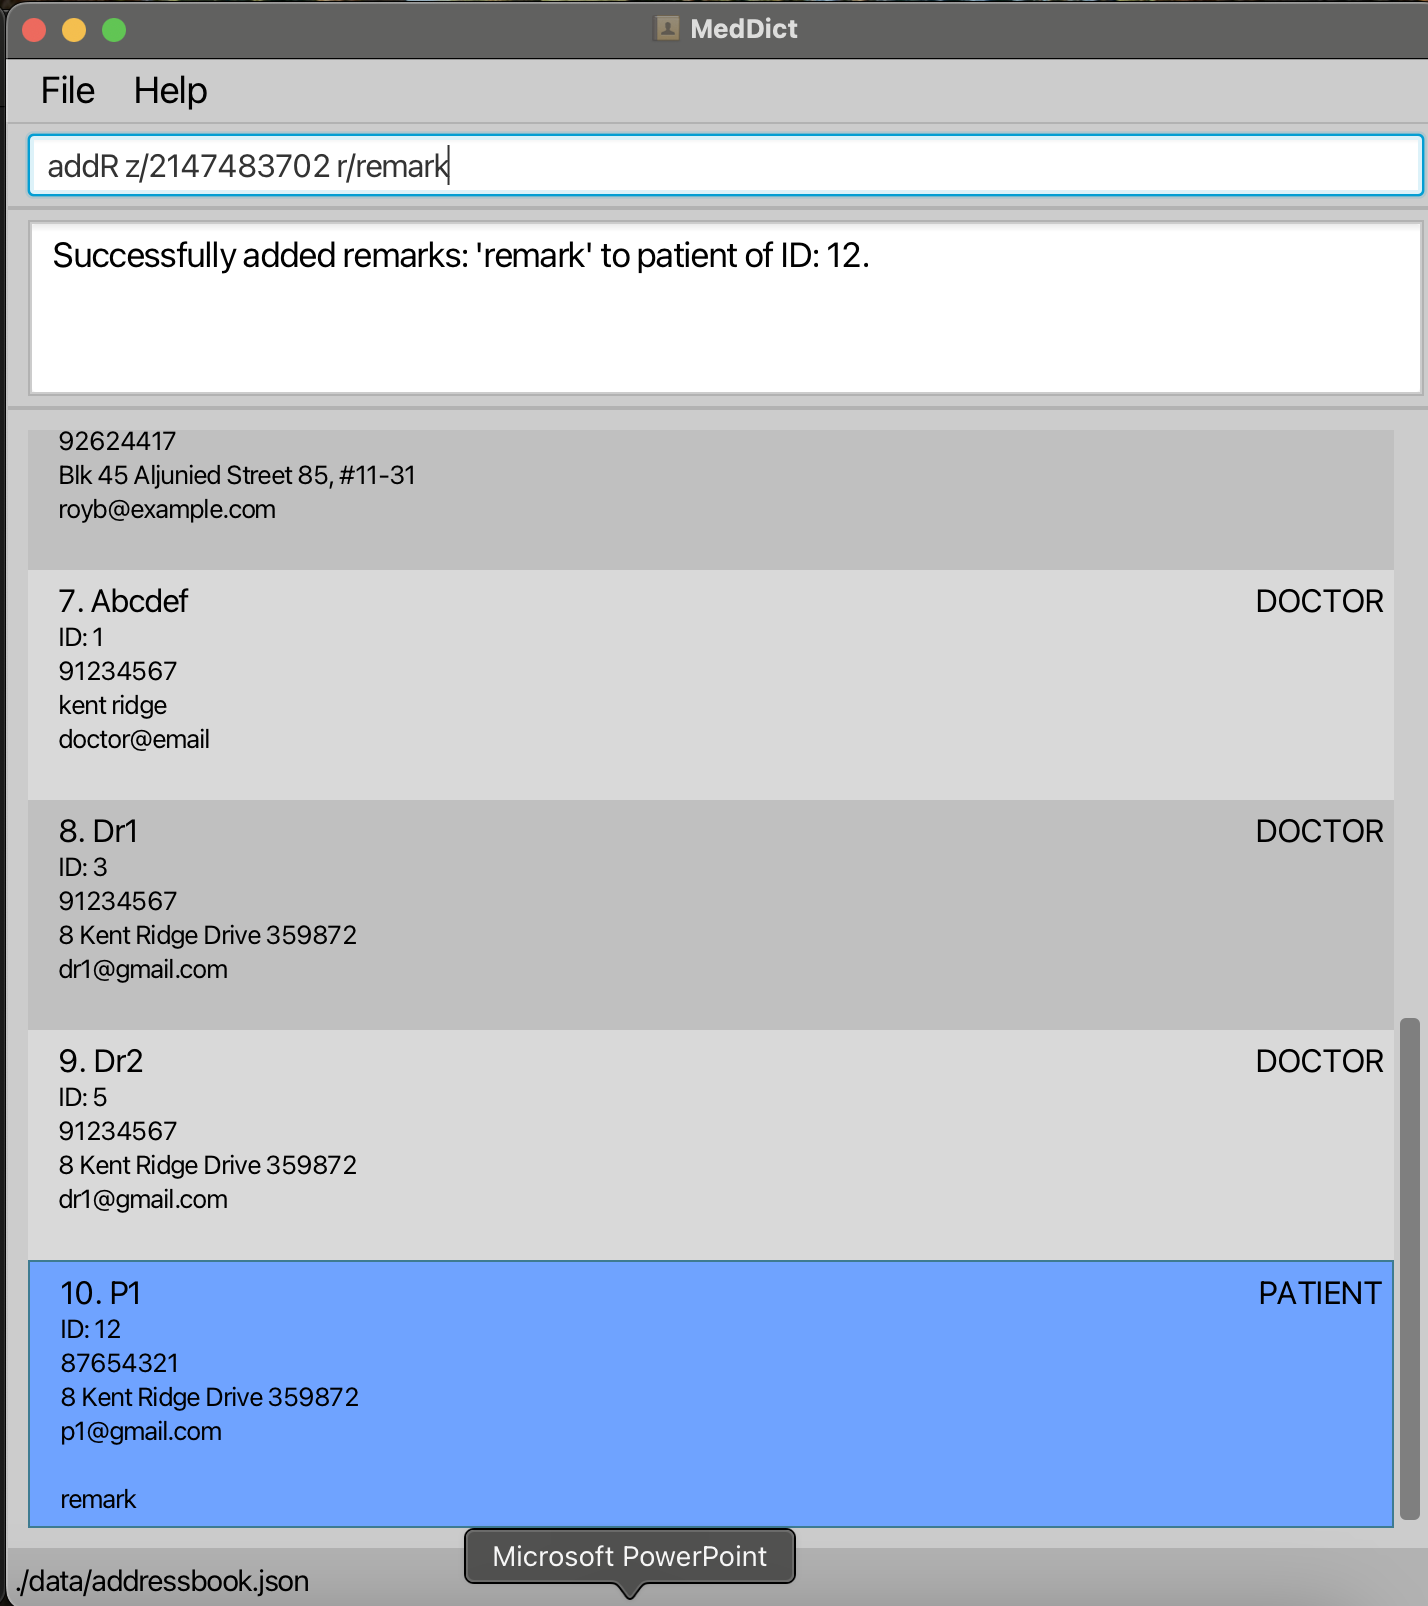 MedDict
File Help
addR z/2147483702 r/remark
Successfully added remarks: 'remark' to patient of ID: 12.
92624417
Blk 45 Aljunied Street 85, #11-31
royb@example.com
7. Abcdef DOCTOR
ID: 1
91234567
kent ridge
doctor@email
8. Dr1 DOCTOR
ID: 3
91234567
8 Kent Ridge Drive 359872
dr1@gmail.com
9. Dr2 DOCTOR
ID: 5
91234567
8 Kent Ridge Drive 359872
dr1@gmail.com
10. P1 PATIENT
ID: 12
87654321
8 Kent Ridge Drive 359872
p1@gmail.com
remark
Microsoft PowerPoint
./data/addressbook.json